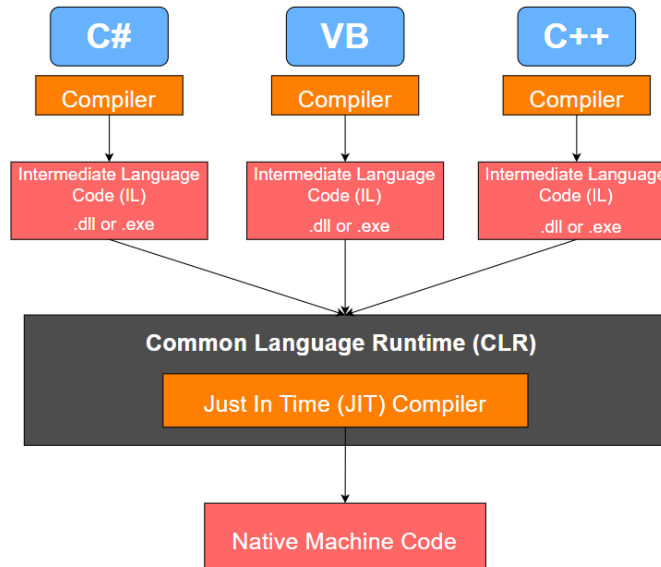 C#
VB
C++
Compiler
Compiler
Compiler
Intermediate Language
Code (IL)
.dll or .exe
Intermediate Language
Code (IL)
.dll or .exe
Intermediate Language
Code (IL)
.dll or .exe
Common Language Runtime (CLR)
Just In Time (JIT) Compiler
Native Machine Code